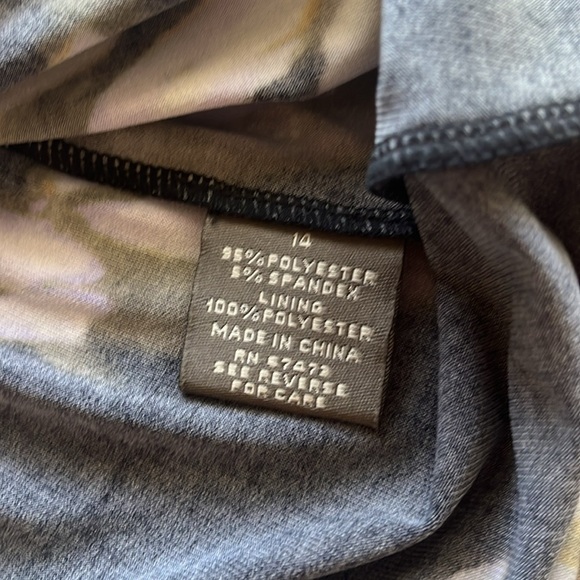 14
95% POLYESTER
5% SPANDEX
LINING
100% POLYESTER
MADE IN CHINA
RN 57473
SEE REVERSE
FOR CARE